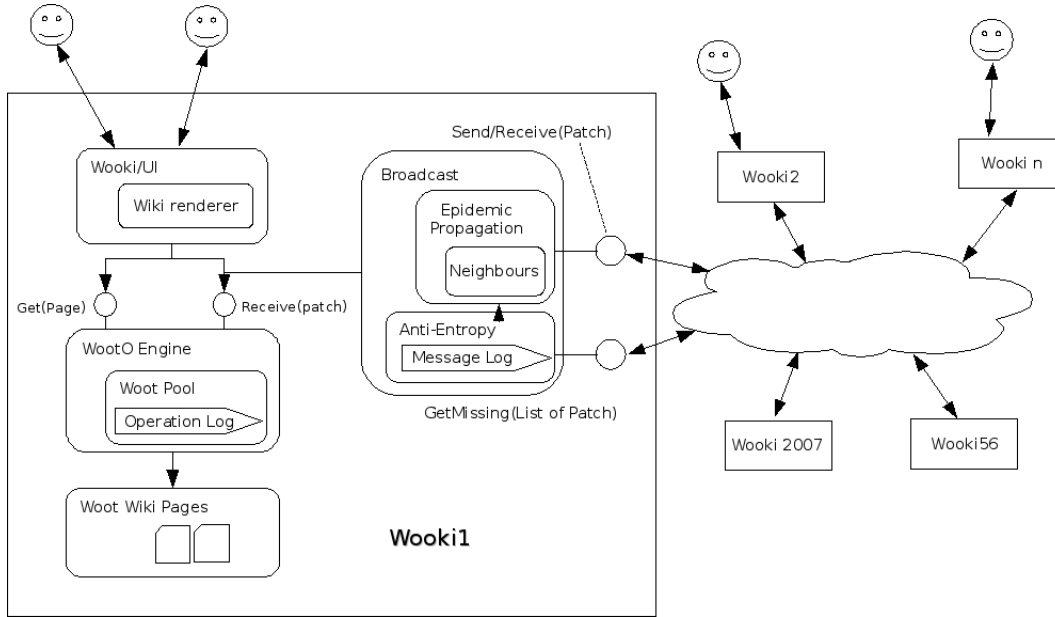 Send/Receive(Patch)
Wooki/UI
Wiki renderer
Broadcast
Epidemic
Propagation
Neighbours
Get(Page)
Receive(patch)
Anti-Entropy
Message Log
GetMissing(List of Patch)
WootO Engine
Woot Pool
Operation Log
Woot Wiki Pages
Wooki1
Wooki2
Wooki n
Wooki 2007
Wooki56